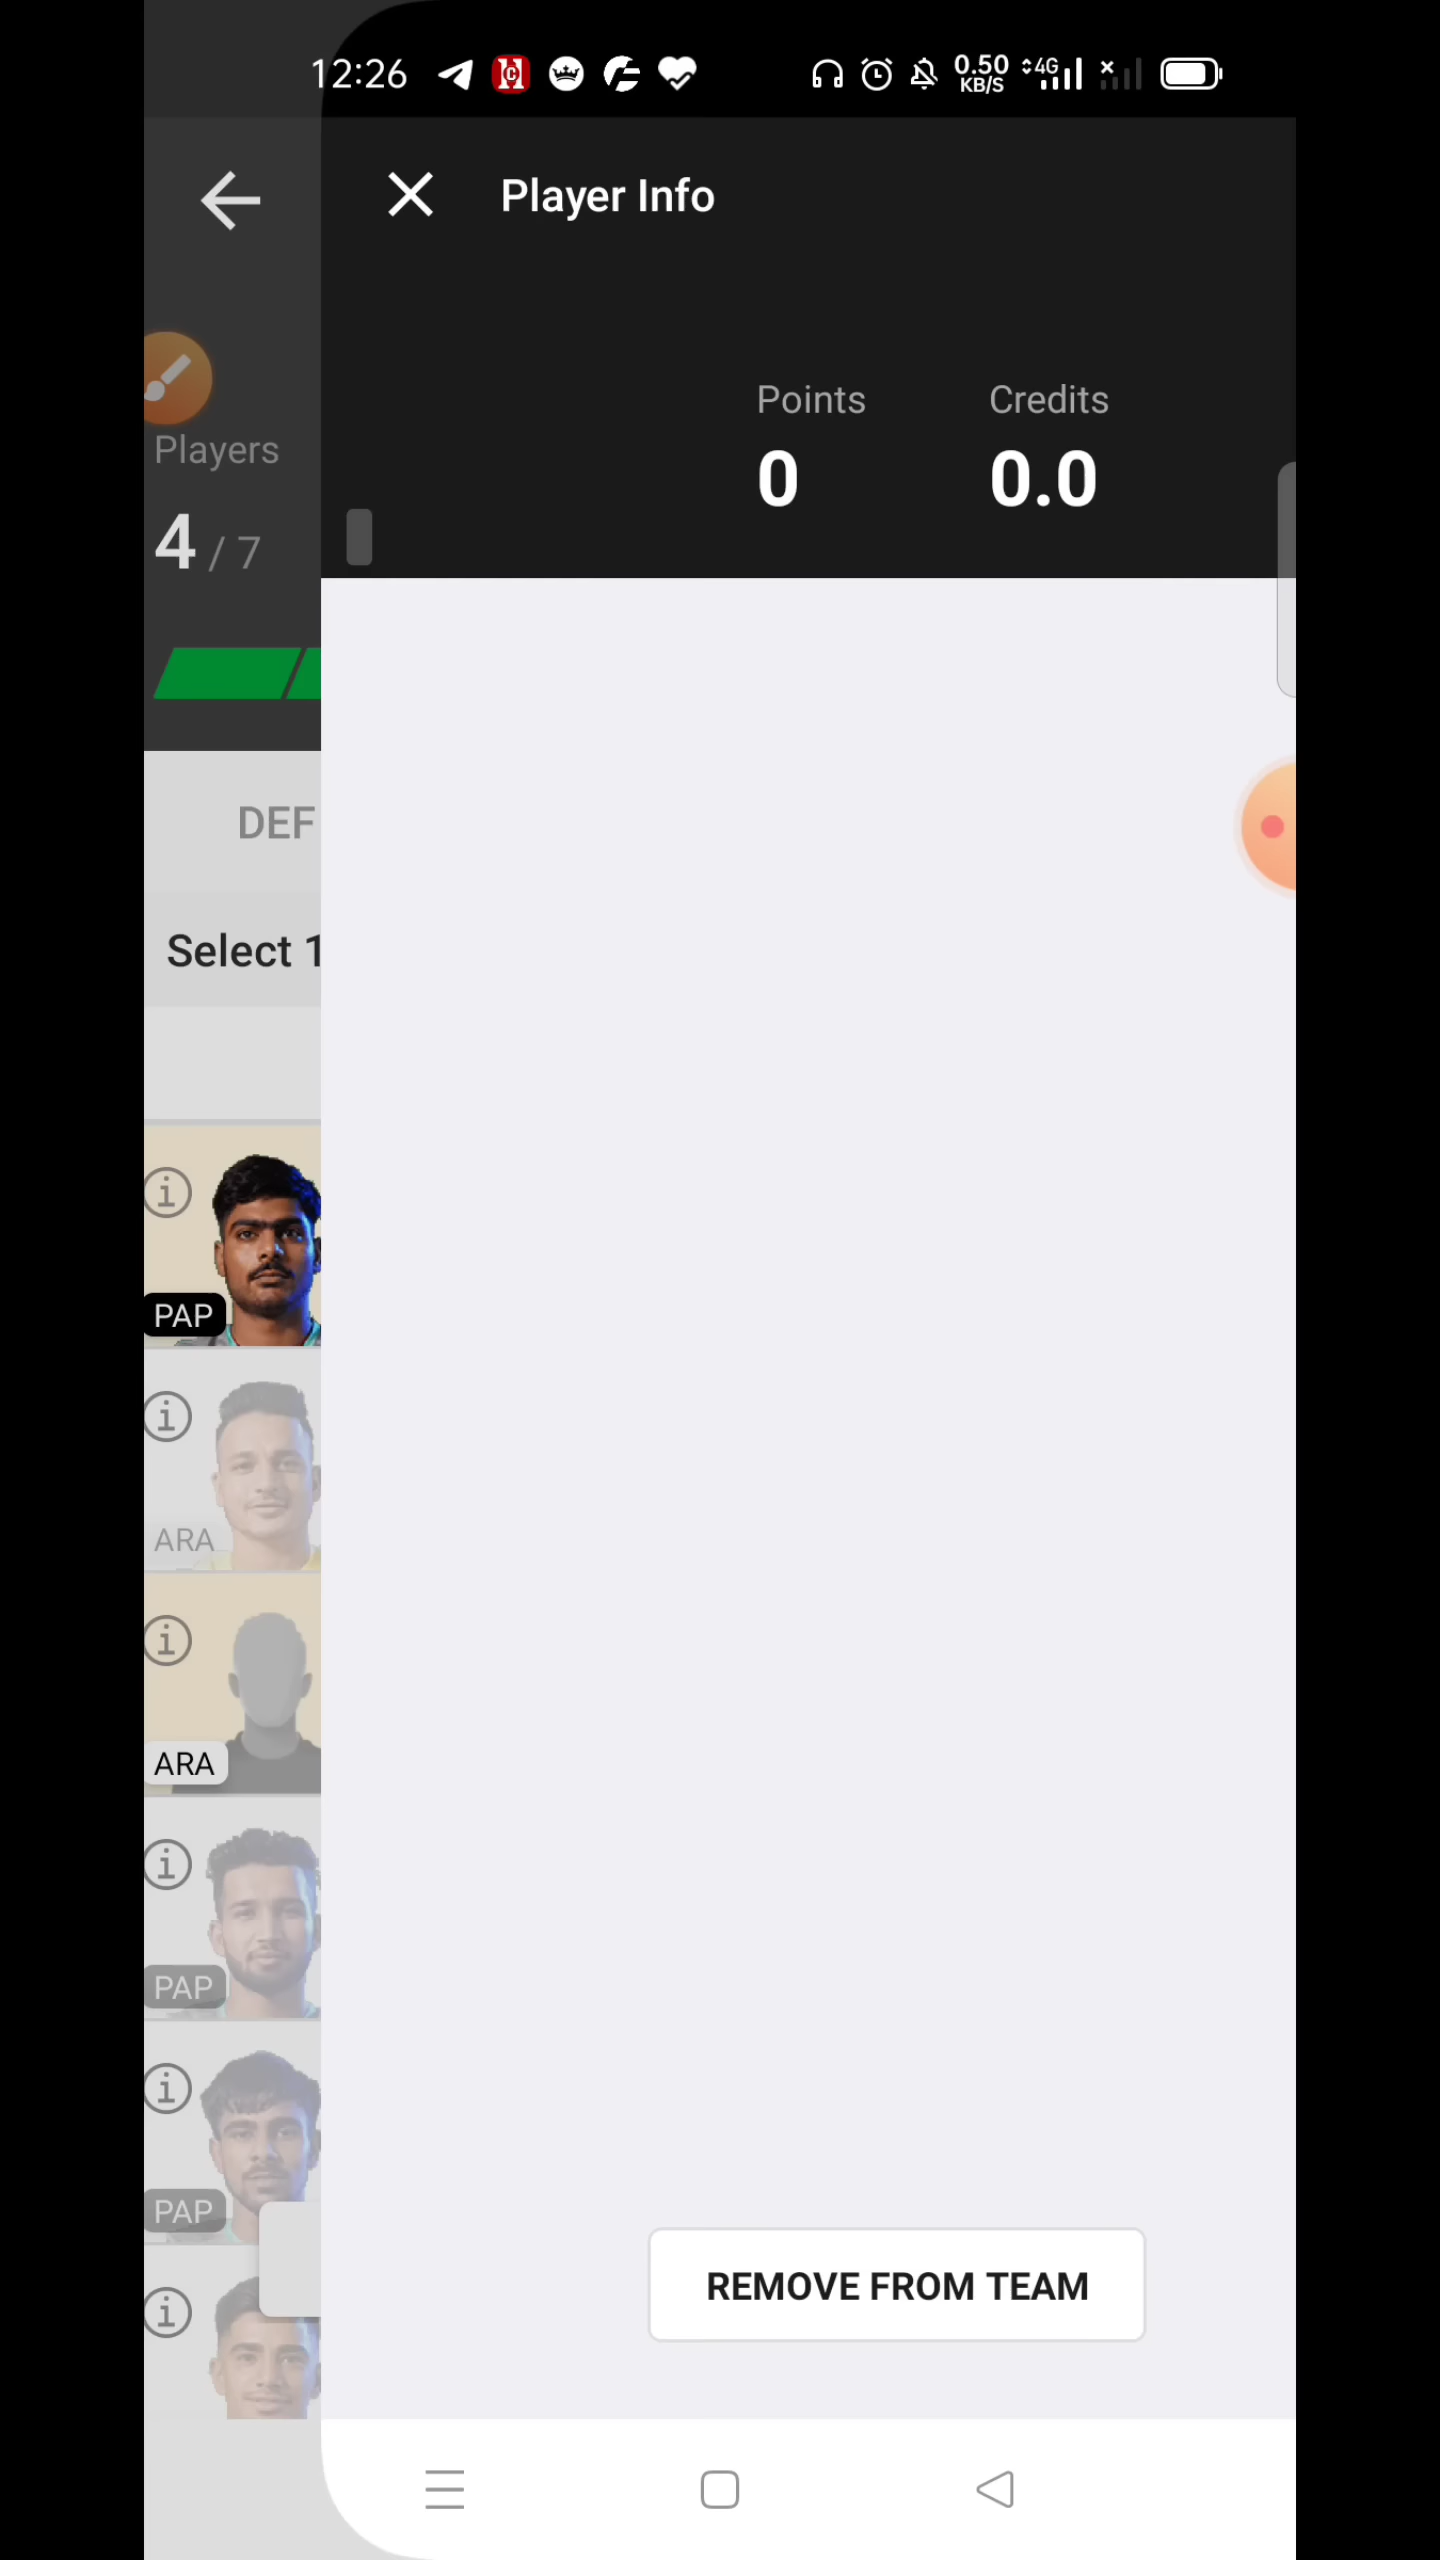 12:26
0.50
KB/S
4G
Player Info
Points
Credits
0
0.0
Players
4 / 7
DEF
Select 1
PAP
ARA
ARA
PAP
PAP
REMOVE FROM TEAM